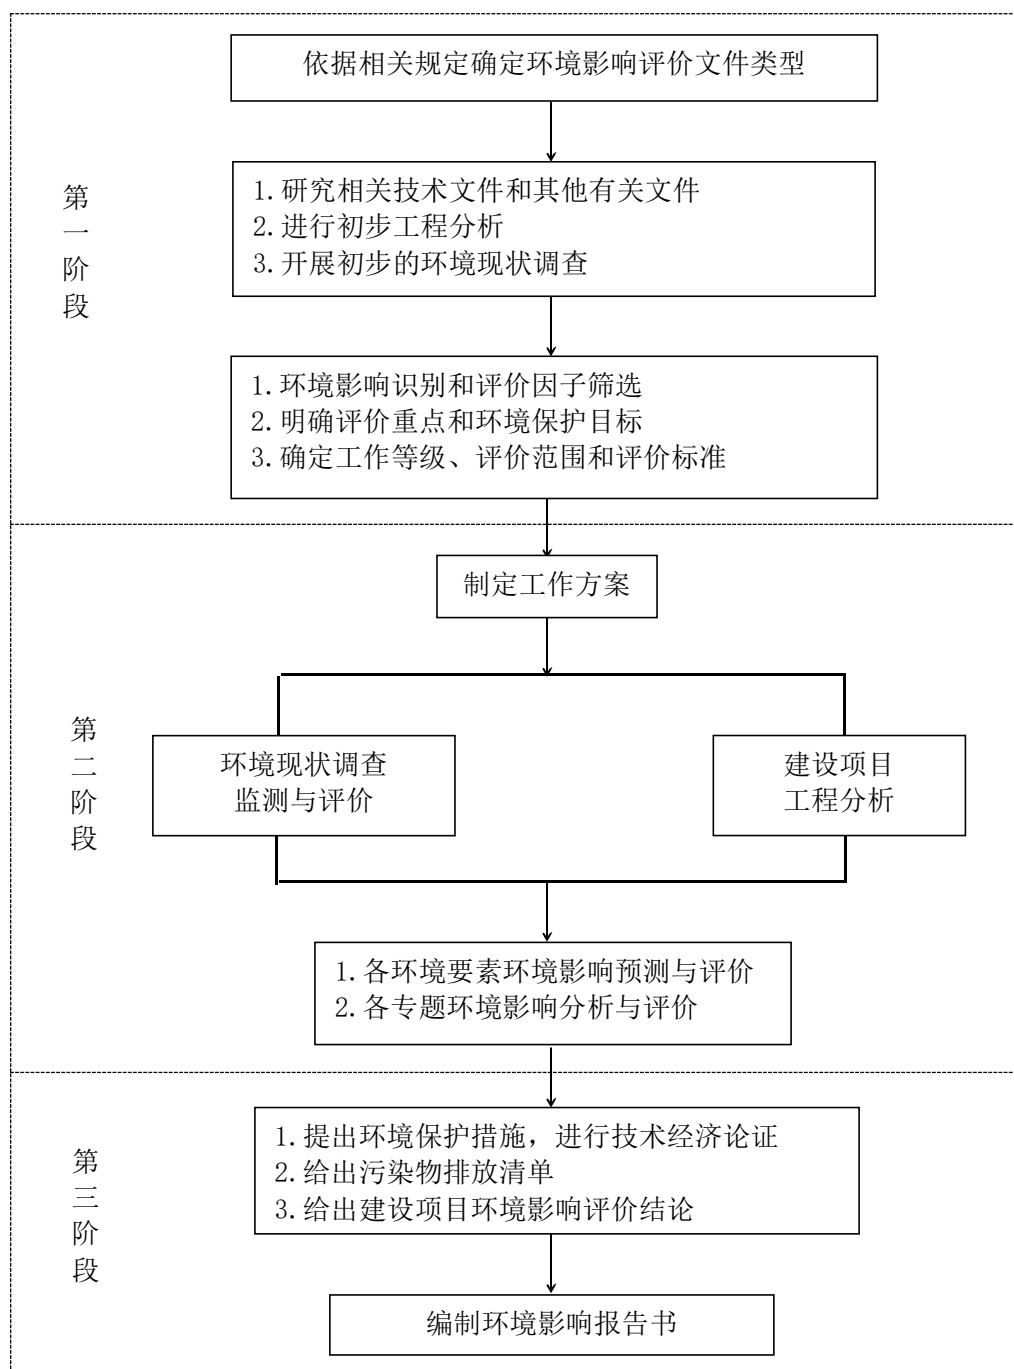 依据相关规定确定环境影响评价文件类型
第一阶段
1.研究相关技术文件和其他有关文件
2.进行初步工程分析
3.开展初步的环境现状调查
1.环境影响识别和评价因子筛选
2.明确评价重点和环境保护目标
3.确定工作等级、评价范围和评价标准
制定工作方案
第二阶段
环境现状调查
监测与评价
建设项目
工程分析
1.各环境要素环境影响预测与评价
2.各专题环境影响分析与评价
第三阶段
1.提出环境保护措施，进行技术经济论证
2.给出污染物排放清单
3.给出建设项目环境影响评价结论
编制环境影响报告书